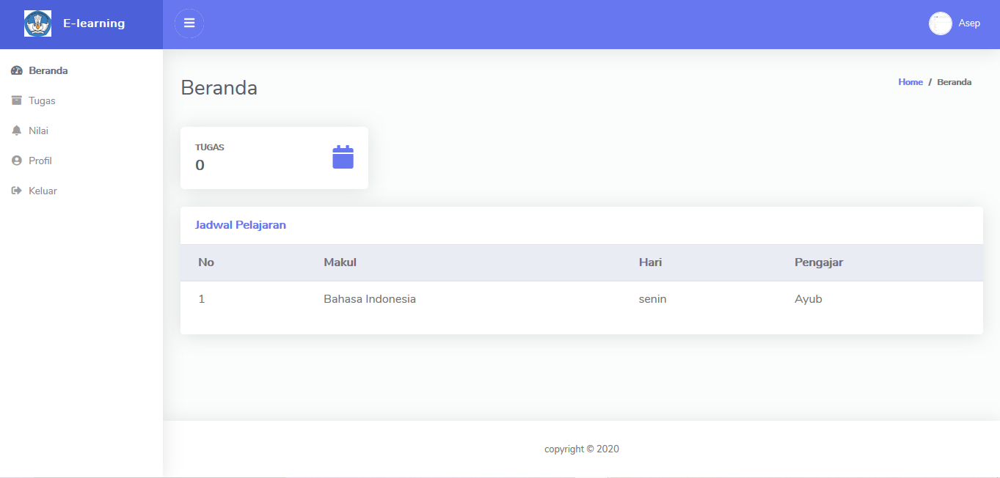 E-learning
Asep
Beranda
Tugas
Nilai
Profil
Keluar
Beranda
Home / Beranda
TUGAS
0
Jadwal Pelajaran
No Makul Hari Pengajar
1 Bahasa Indonesia senin Ayub
copyright © 2020